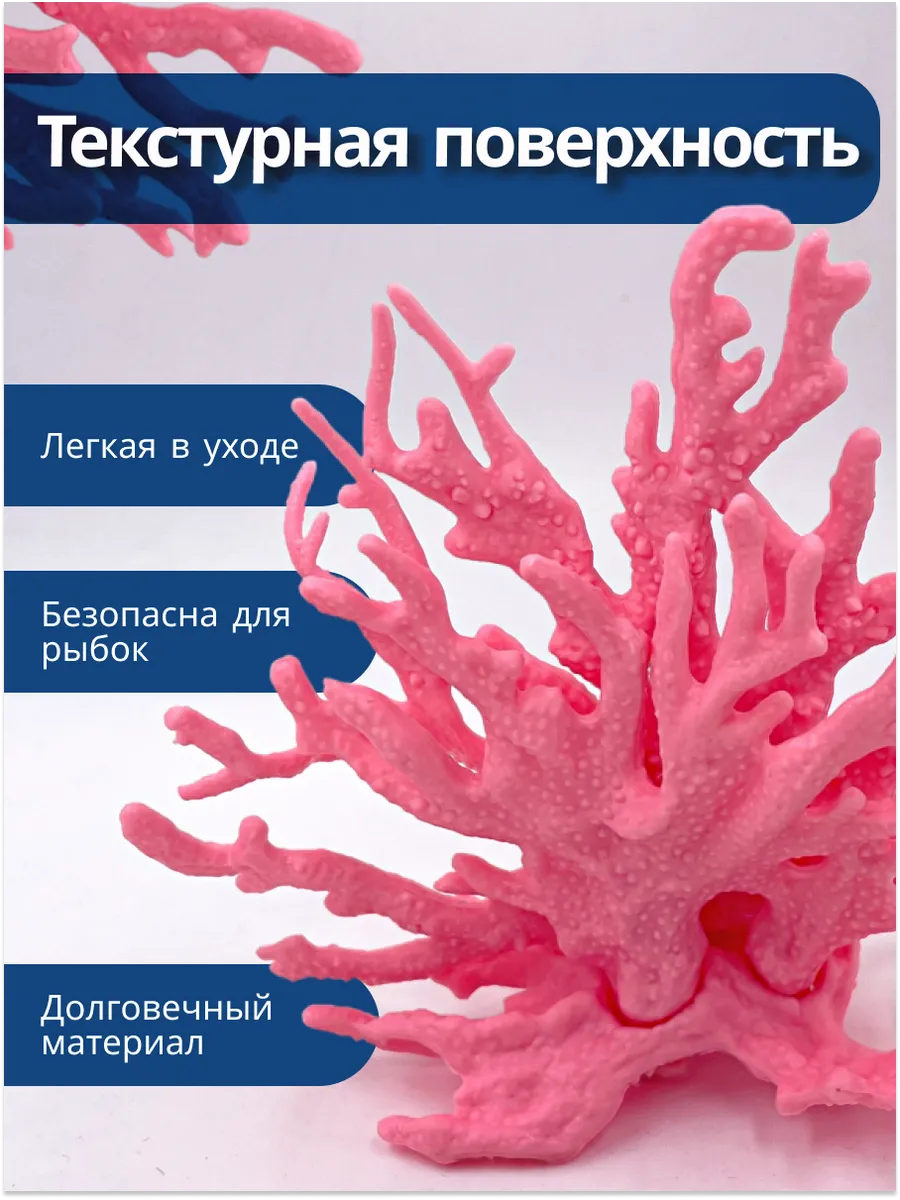 Текстурная поверхность
Легкая в уходе
Безопасна для
рыбок
Долговечный
материал